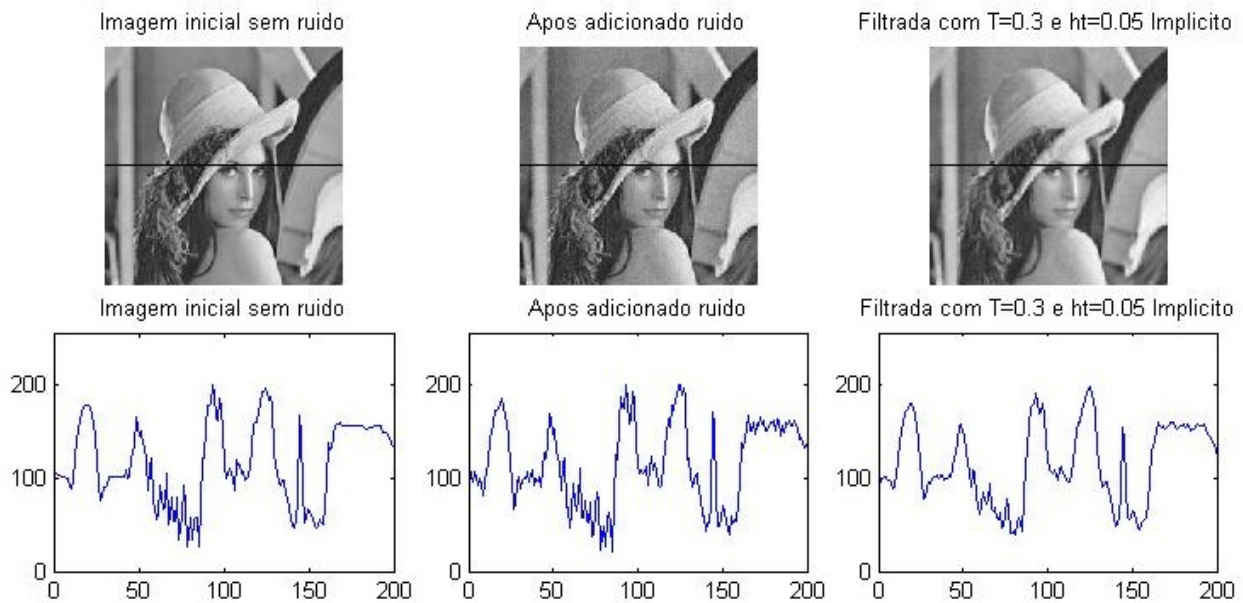 Imagem inicial sem ruido
Apos adicionado ruido
Filtrada com T=0.3 e ht=0.05 Implicito
Imagem inicial sem ruido
Apos adicionado ruido
Filtrada com T=0.3 e ht=0.05 Implicito
200
100
0
0 50 100 150 200
200
100
0
0 50 100 150 200
200
100
0
0 50 100 150 200